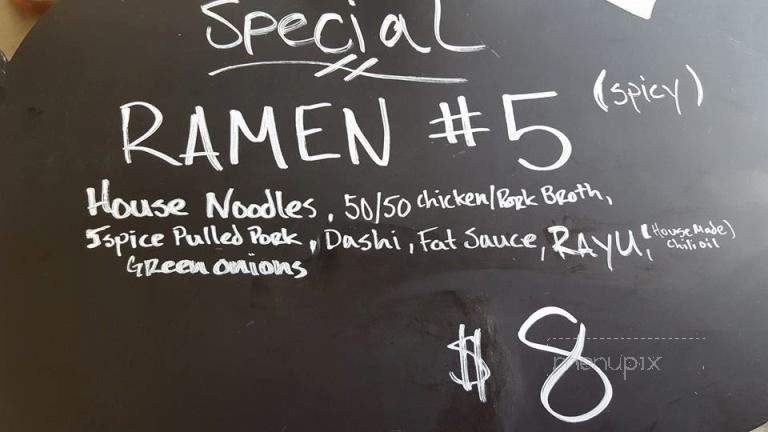 Special
RAMEN #5 (spicy)
House Noodles, 50/50 chicken/Pork Broth,
5spice Pulled Pork, Dashi, Fat Sauce, RAYU, (House Made) Chili oil
Green onions
$8
menupix